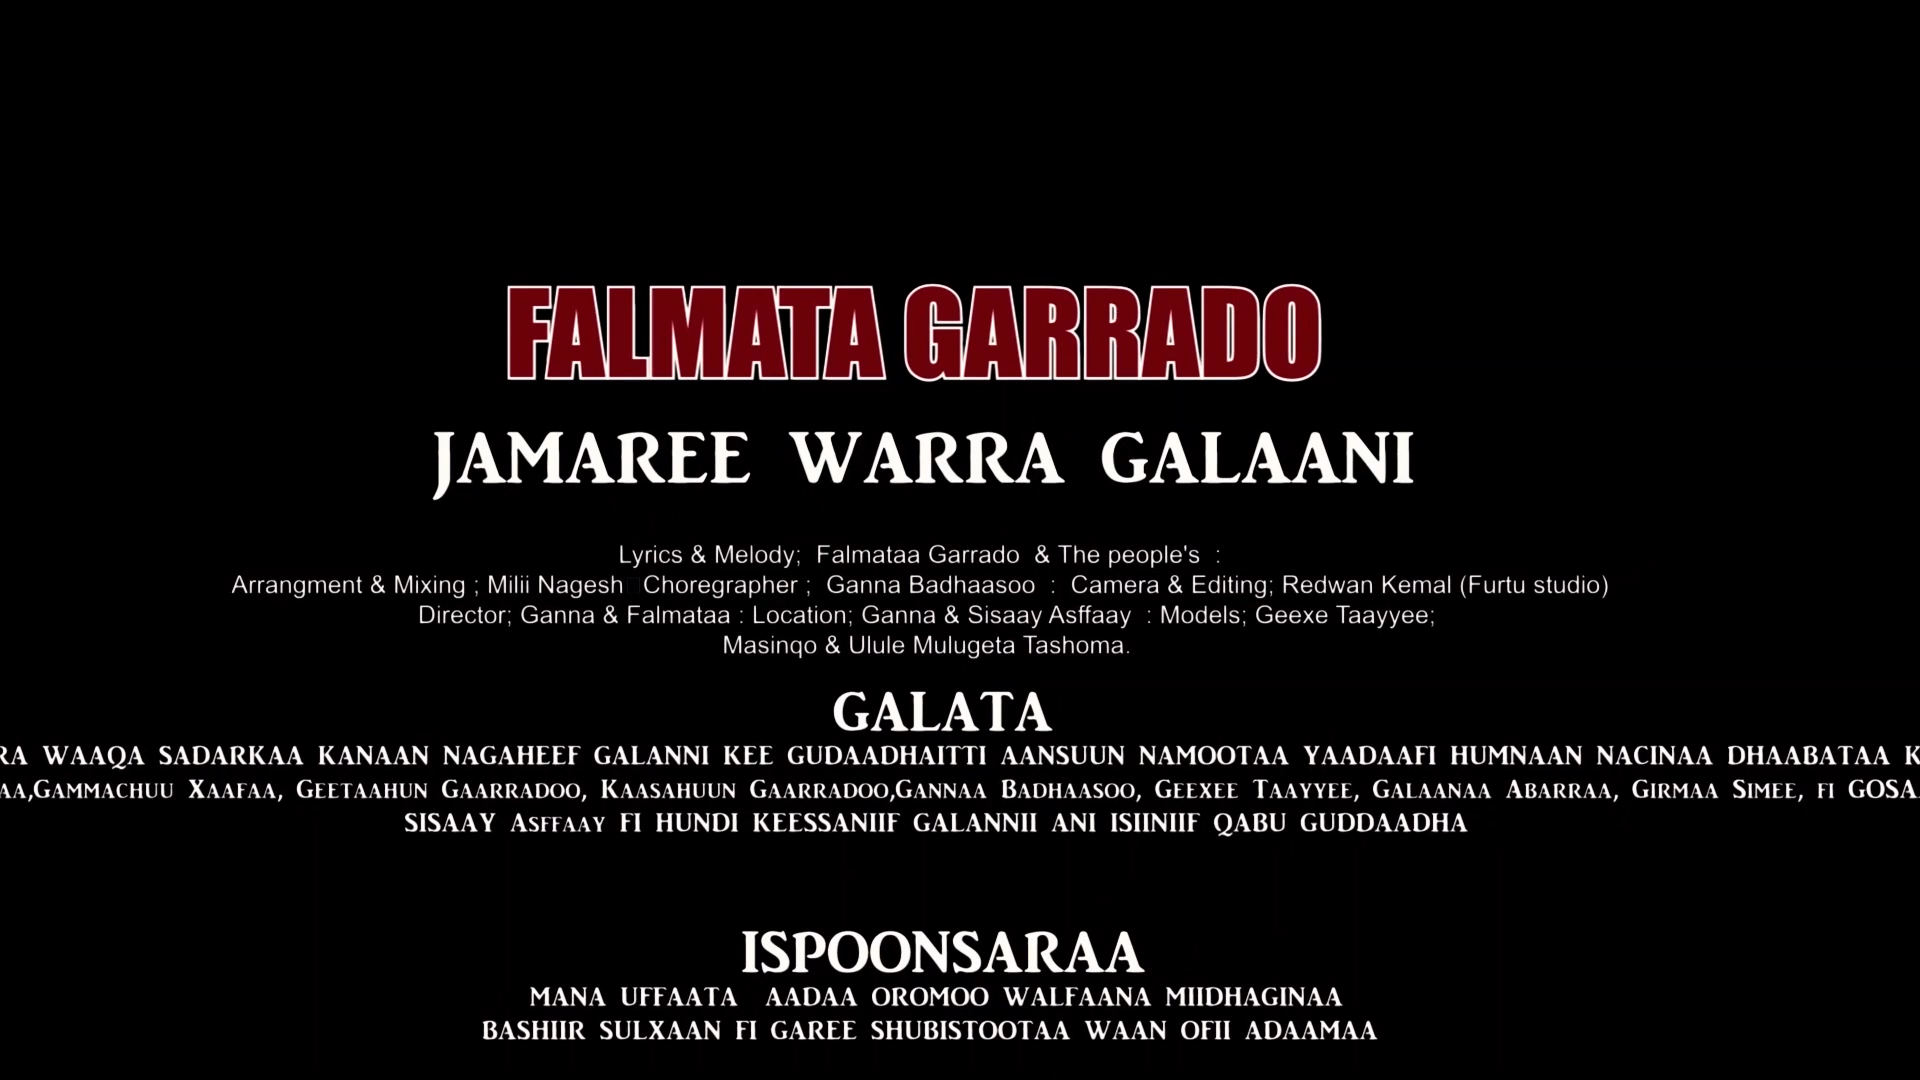 FALMATA GARRADO
JAMAREE WARRA GALAANI
Lyrics & Melody; Falmataa Garrado & The people's :
Arrangment & Mixing ; Milii Nagesh Choregrapher ; Ganna Badhaasoo : Camera & Editing; Redwan Kemal (Furtu studio)
Director; Ganna & Falmataa : Location; Ganna & Sisaay Asffaay : Models; Geexe Taayyee;
Masinqo & Ulule Mulugeta Tashoma.
GALATA
WAAQA SADARKAA KANAAN NAGAHEEF GALANNI KEE GUDAADHAITTI AANSUUN NAMOOTAA YAADAAFI HUMNAAN NACINAA DHAABATAA
Gammachuu Xaafaa, Geetaahun Gaarradoo, Kaasahuun Gaarradoo,Gannaa Badhaasoo, Geexee Taayyee, Galaanaa Abarraa, Girmaa Simee, fi
SISAAY Asffaay FI HUNDI KEESSANIIF GALANNII ANI ISIINIIF QABU GUDDAADHA
ISPOONSARAA
MANA UFFAATA AADAA OROMOO WALFAANA MIIDHAGINAA
BASHIIR SULXAAN FI GAREE SHUBISTOOTAA WAAN OFII ADAAMAA